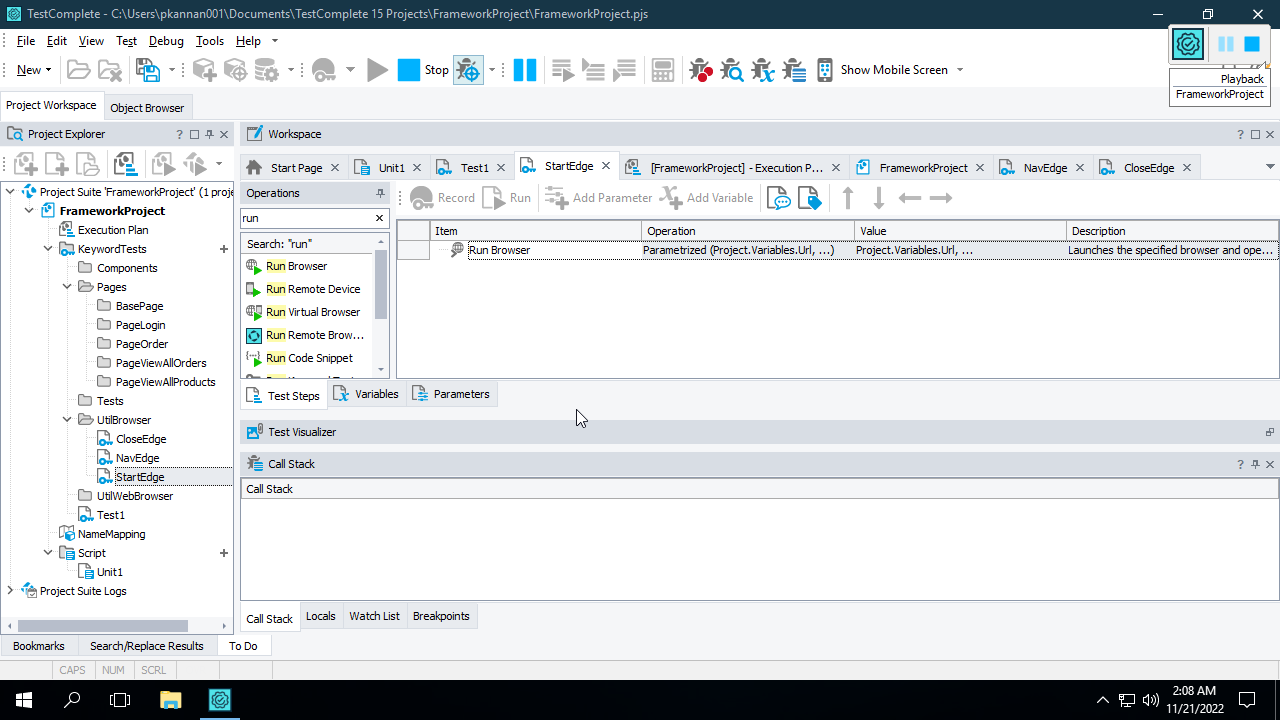 TestComplete - C:\Users\pkannan001\Documents\TestComplete 15 Projects\FrameworkProject\FrameworkProject.pjs
File Edit View Test Debug Tools Help
New Stop Show Mobile Screen
Playback
FrameworkProject
Project Workspace Object Browser
Project Explorer
Workspace
Start Page Unit1 Test1 StartEdge [FrameworkProject] - Execution P... FrameworkProject NavEdge CloseEdge
Project Suite 'FrameworkProject' (1 proje
FrameworkProject
Execution Plan
KeywordTests
Components
Pages
BasePage
PageLogin
PageOrder
PageViewAllOrders
PageViewAllProducts
Tests
UtilBrowser
CloseEdge
NavEdge
StartEdge
UtilWebBrowser
Test1
NameMapping
Script
Unit1
Project Suite Logs
Operations
run
Search: "run"
Run Browser
Run Remote Device
Run Virtual Browser
Run Remote Brow...
Run Code Snippet
Record Run Add Parameter Add Variable
Item Operation Value Description
Run Browser Parametrized (Project.Variables.Url, ...) Project.Variables.Url, ... Launches the specified browser and ope...
Test Steps Variables Parameters
Test Visualizer
Call Stack
Call Stack
Call Stack Locals Watch List Breakpoints
Bookmarks Search/Replace Results To Do
CAPS NUM SCRL
2:08 AM
11/21/2022